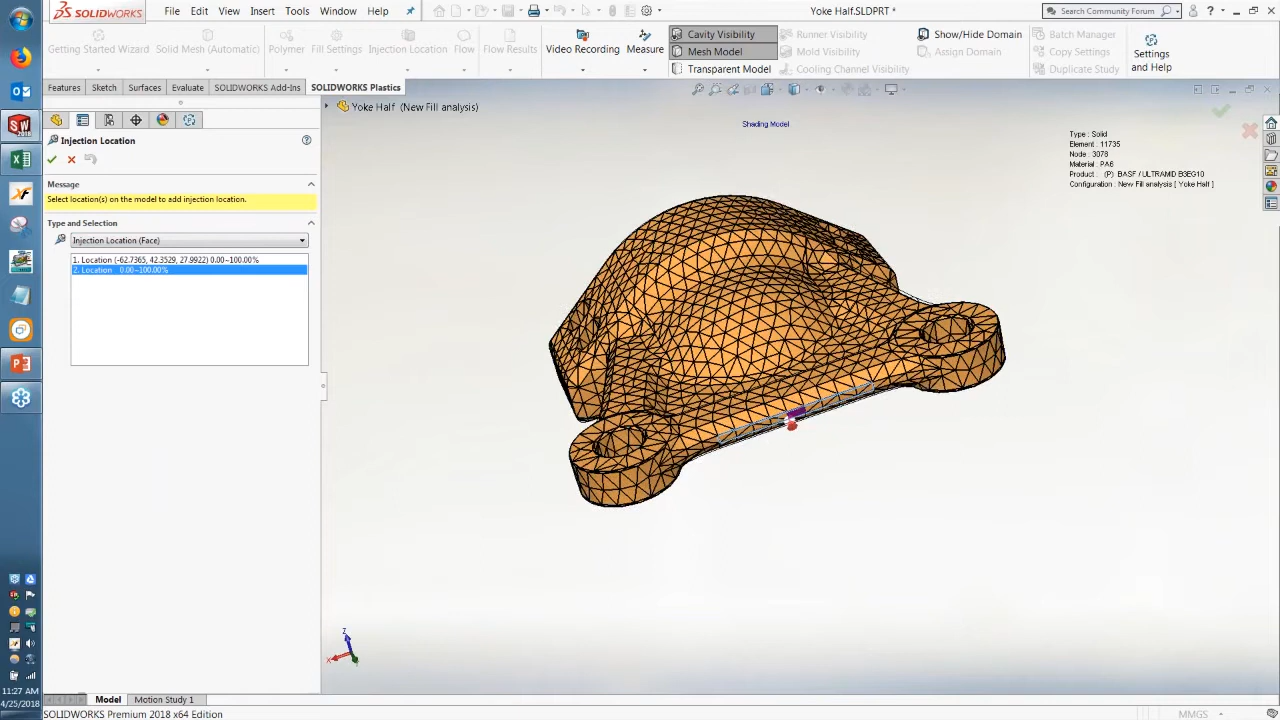 SOLIDWORKS
File Edit View Insert Tools Window Help
Yoke Half.SLDPRT *
Search Community Forum
Getting Started Wizard
Solid Mesh (Automatic)
Polymer
Fill Settings
Injection Location
Flow
Flow Results
Video Recording
Measure
Cavity Visibility
Mesh Model
Transparent Model
Runner Visibility
Mold Visibility
Cooling Channel Visibility
Show/Hide Domain
Assign Domain
Batch Manager
Copy Settings
Duplicate Study
Settings
and Help
Features Sketch Surfaces Evaluate SOLIDWORKS Add-Ins SOLIDWORKS Plastics
Yoke Half (New Fill analysis)
Injection Location
Message
Select location(s) on the model to add injection location.
Type and Selection
Injection Location (Face)
1. Location (-62.7365, 42.3529, 27.9922) 0.00~100.00%
2. Location 0.00~100.00%
Shading Model
Type : Solid
Element : 11735
Node : 3078
Material : PA6
Product : (P) BASF / ULTRAMID B3EG10
Configuration : New Fill analysis [ Yoke Half ]
Z
X
11:27 AM
4/25/2018
Model Motion Study 1
SOLIDWORKS Premium 2018 x64 Edition
MMGS